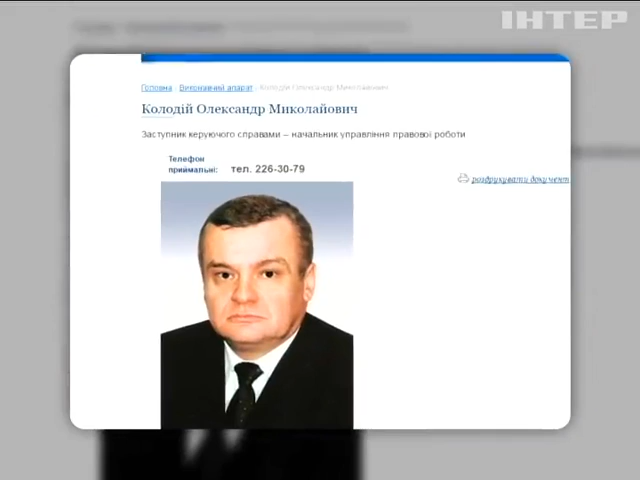 ІНТЕР
Головна › Виконавчий апарат › Колодій Олександр Миколайович
Колодій Олександр Миколайович
Заступник керуючого справами – начальник управління правової роботи
Телефон
приймальні: тел. 226-30-79
роздрукувати документ